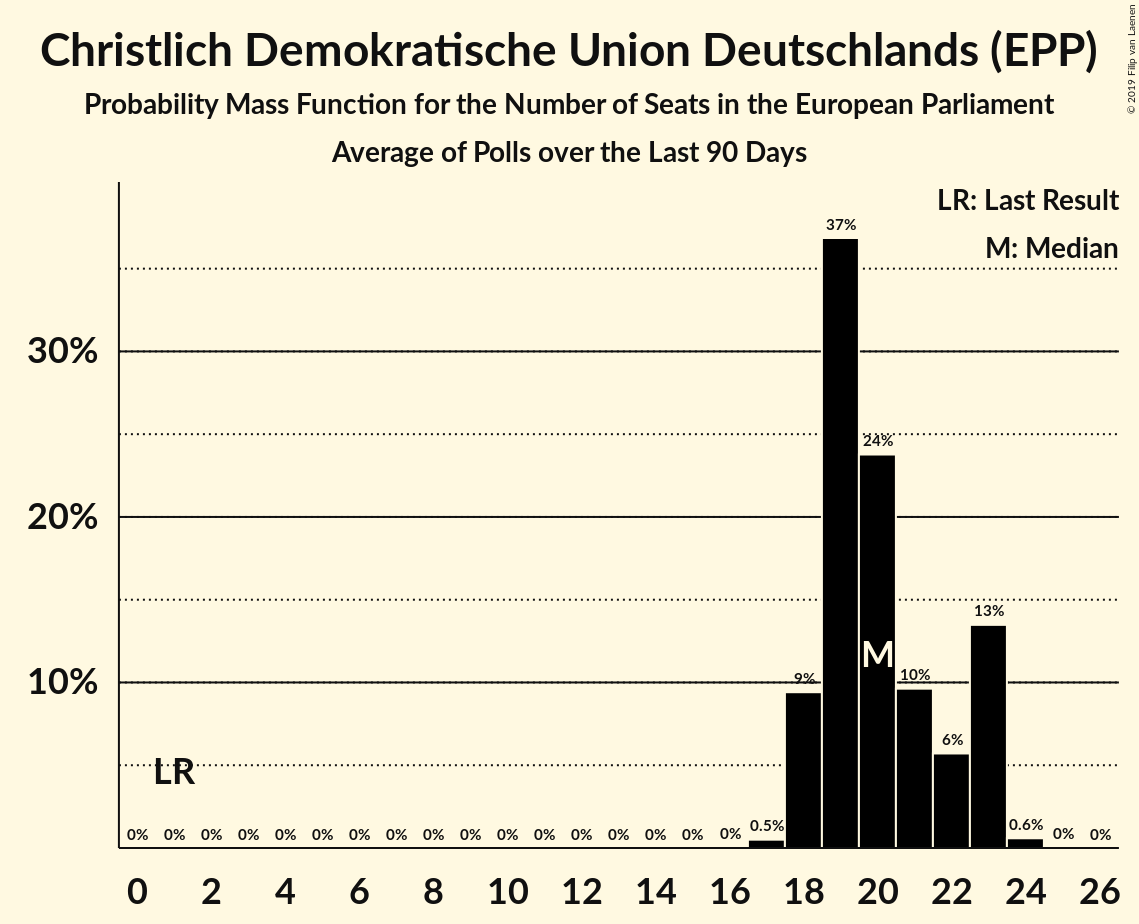 Christlich Demokratische Union Deutschlands (EPP)
Probability Mass Function for the Number of Seats in the European Parliament
Average of Polls over the Last 90 Days
© 2019 Filip van Laenen
LR: Last Result
M: Median
37%
30%
24%
20%
13%
M
10%
9%
10%
6%
LR
0% 0% 0% 0% 0% 0% 0% 0% 0% 0% 0% 0% 0% 0% 0% 0% 0% 0.5% 0.6% 0% 0%
0 2 4 6 8 10 12 14 16 18 20 22 24 26